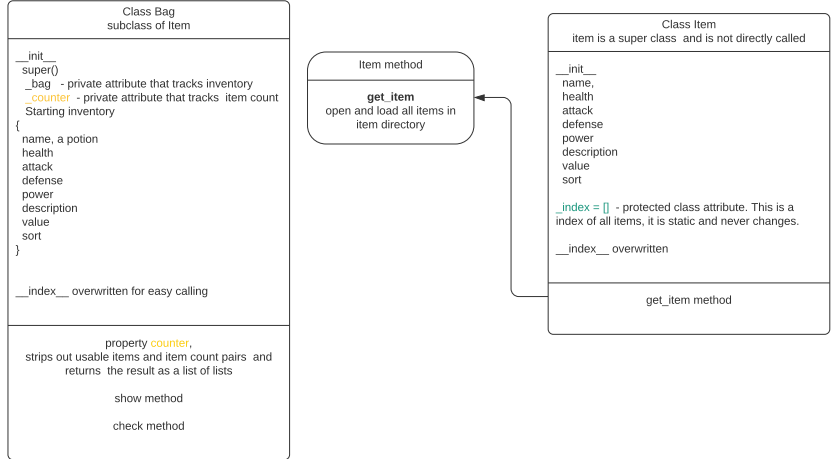 Class Bag
subclass of Item
__init__
super()
_bag - private attribute that tracks inventory
_counter - private attribute that tracks item count
Starting inventory
{
name, a potion
health
attack
defense
power
description
value
sort
}
__index__ overwritten for easy calling
property counter,
strips out usable items and item count pairs and
returns the result as a list of lists
show method
check method
Item method
get_item
open and load all items in
item directory
Class Item
item is a super class and is not directly called
__init__
name,
health
attack
defense
power
description
value
sort
_index = [] - protected class attribute. This is a
index of all items, it is static and never changes.
__index__ overwritten
get_item method